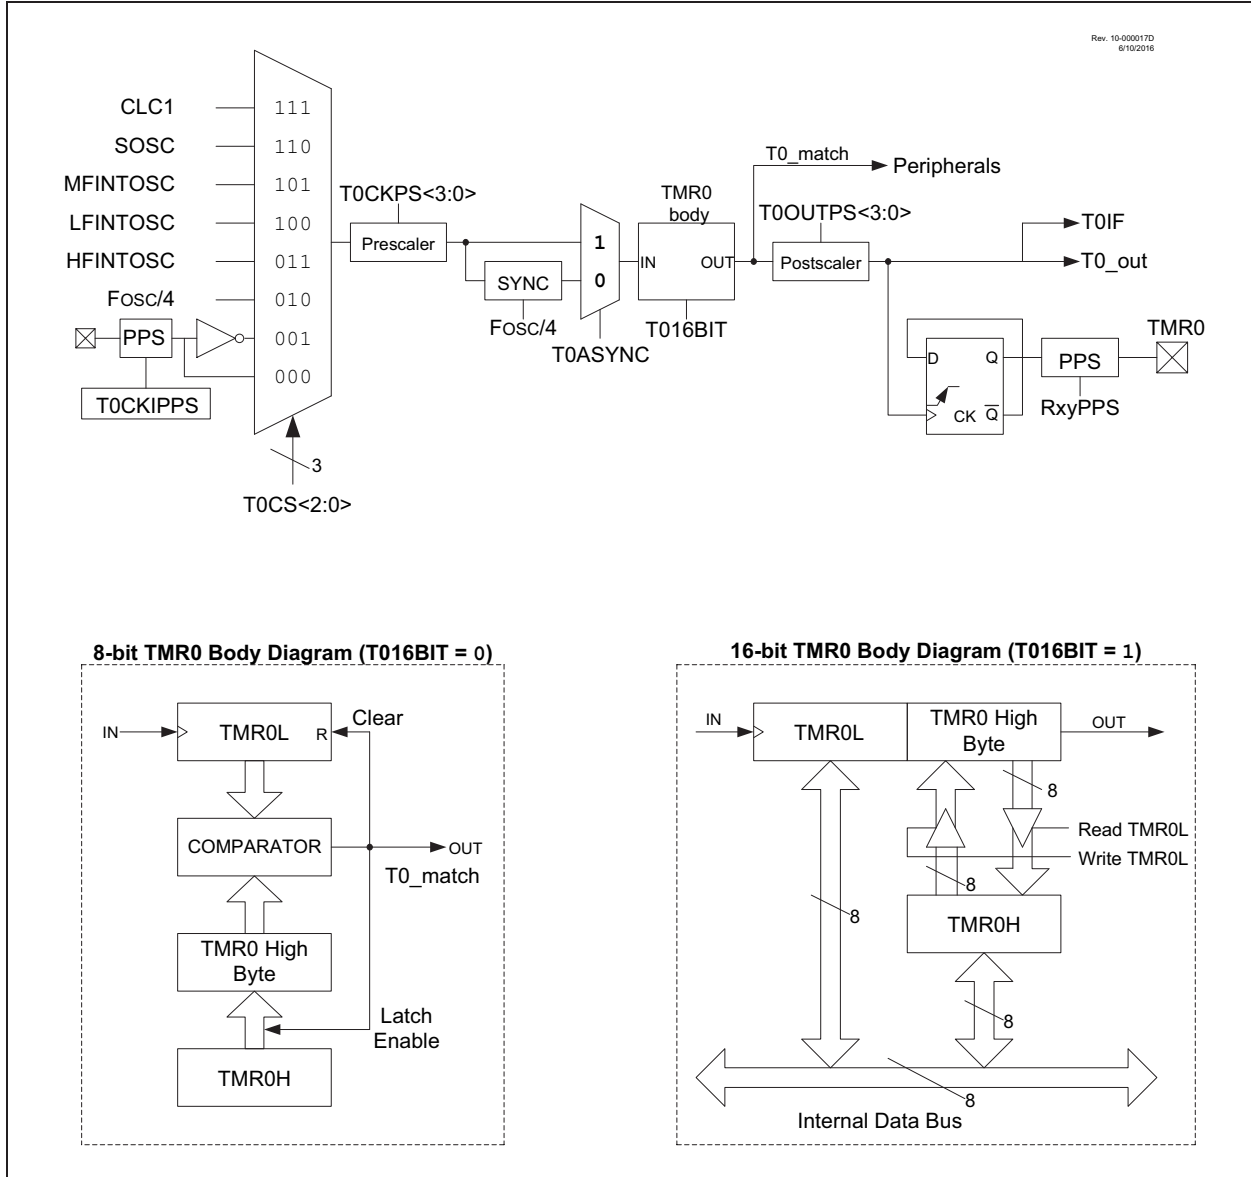 Rev. 10-000017D
6/10/2016
CLC1
111
SOSC
110
MFINTOSC
101
LFINTOSC
100
HFINTOSC
011
Fosc/4
010
PPS
001
000
T0CKIPPS
3
T0CS<2:0>
T0CKPS<3:0>
Prescaler
SYNC
Fosc/4
1
0
T0ASYNC
TMR0
body
IN
OUT
T016BIT
T0_match
Peripherals
T0OUTPS<3:0>
Postscaler
T0IF
T0_out
D
Q
CK
Q
PPS
RxyPPS
TMR0
8-bit TMR0 Body Diagram (T016BIT = 0)
IN
TMR0L
R
Clear
COMPARATOR
OUT
T0_match
TMR0 High
Byte
Latch
Enable
TMR0H
16-bit TMR0 Body Diagram (T016BIT = 1)
IN
TMR0L
TMR0 High
Byte
OUT
8
Read TMR0L
Write TMR0L
8
8
TMR0H
8
8
Internal Data Bus